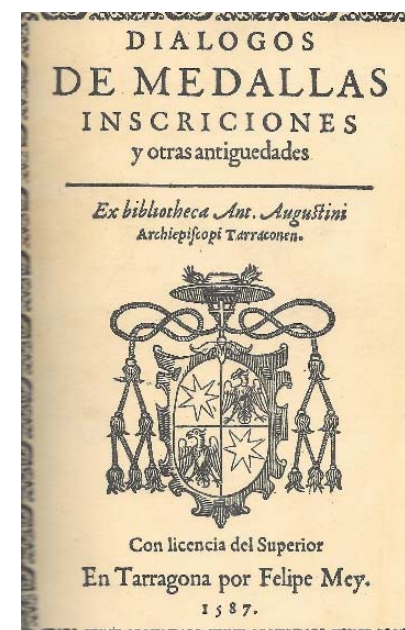 DIALOGOS
DE MEDALLAS
INSCRICIONES
y otras antiguedades
Ex bibliotheca Ant. Auguſtini
Archiepiſcopi Tarraconen.
Con licencia del Superior
En Tarragona por Felipe Mey.
1587.